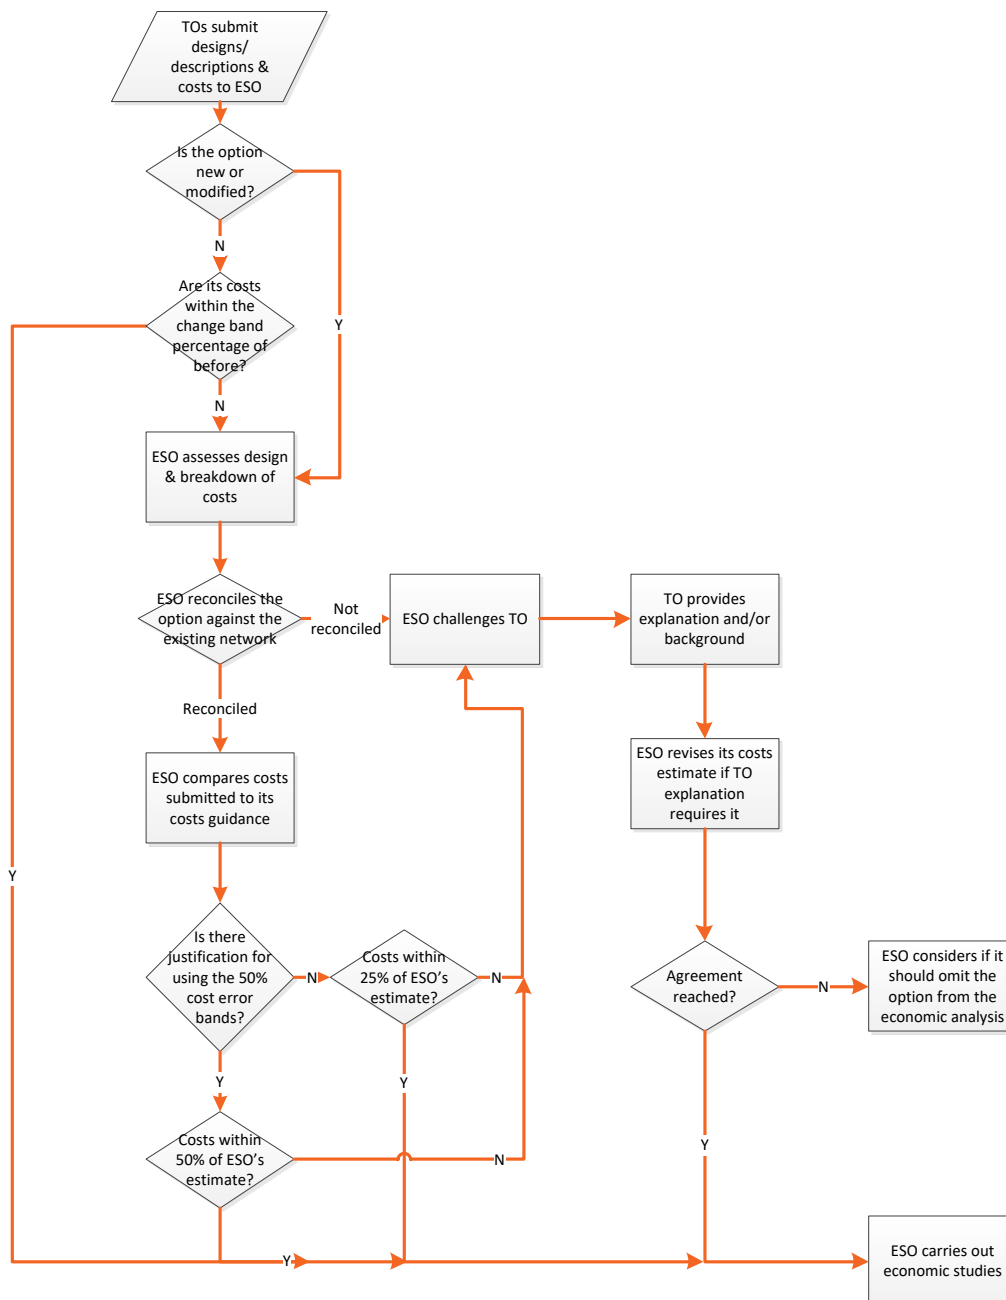 TOs submit
designs/
descriptions &
costs to ESO
Is the option
new or
modified?
N
Y
Are its costs
within the
change band
percentage of
before?
N
Y
ESO assesses design
& breakdown of
costs
ESO reconciles the
option against the
existing network
Not
reconciled
ESO challenges TO
TO provides
explanation and/or
background
Reconciled
ESO compares costs
submitted to its
costs guidance
ESO revises its costs
estimate if TO
explanation
requires it
Is there
justification for
using the 50%
cost error
bands?
N
Costs within
25% of ESO's
estimate?
N
Y
Y
Costs within
50% of ESO's
estimate?
N
Y
Agreement
reached?
N
ESO considers if it
should omit the
option from the
economic analysis
Y
ESO carries out
economic studies